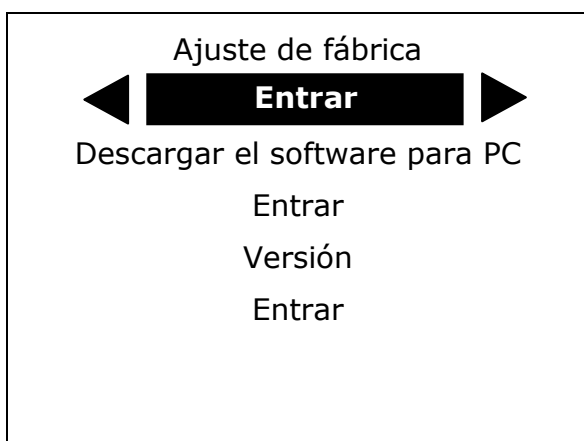 Ajuste de fábrica
Entrar
Descargar el software para PC
Entrar
Versión
Entrar